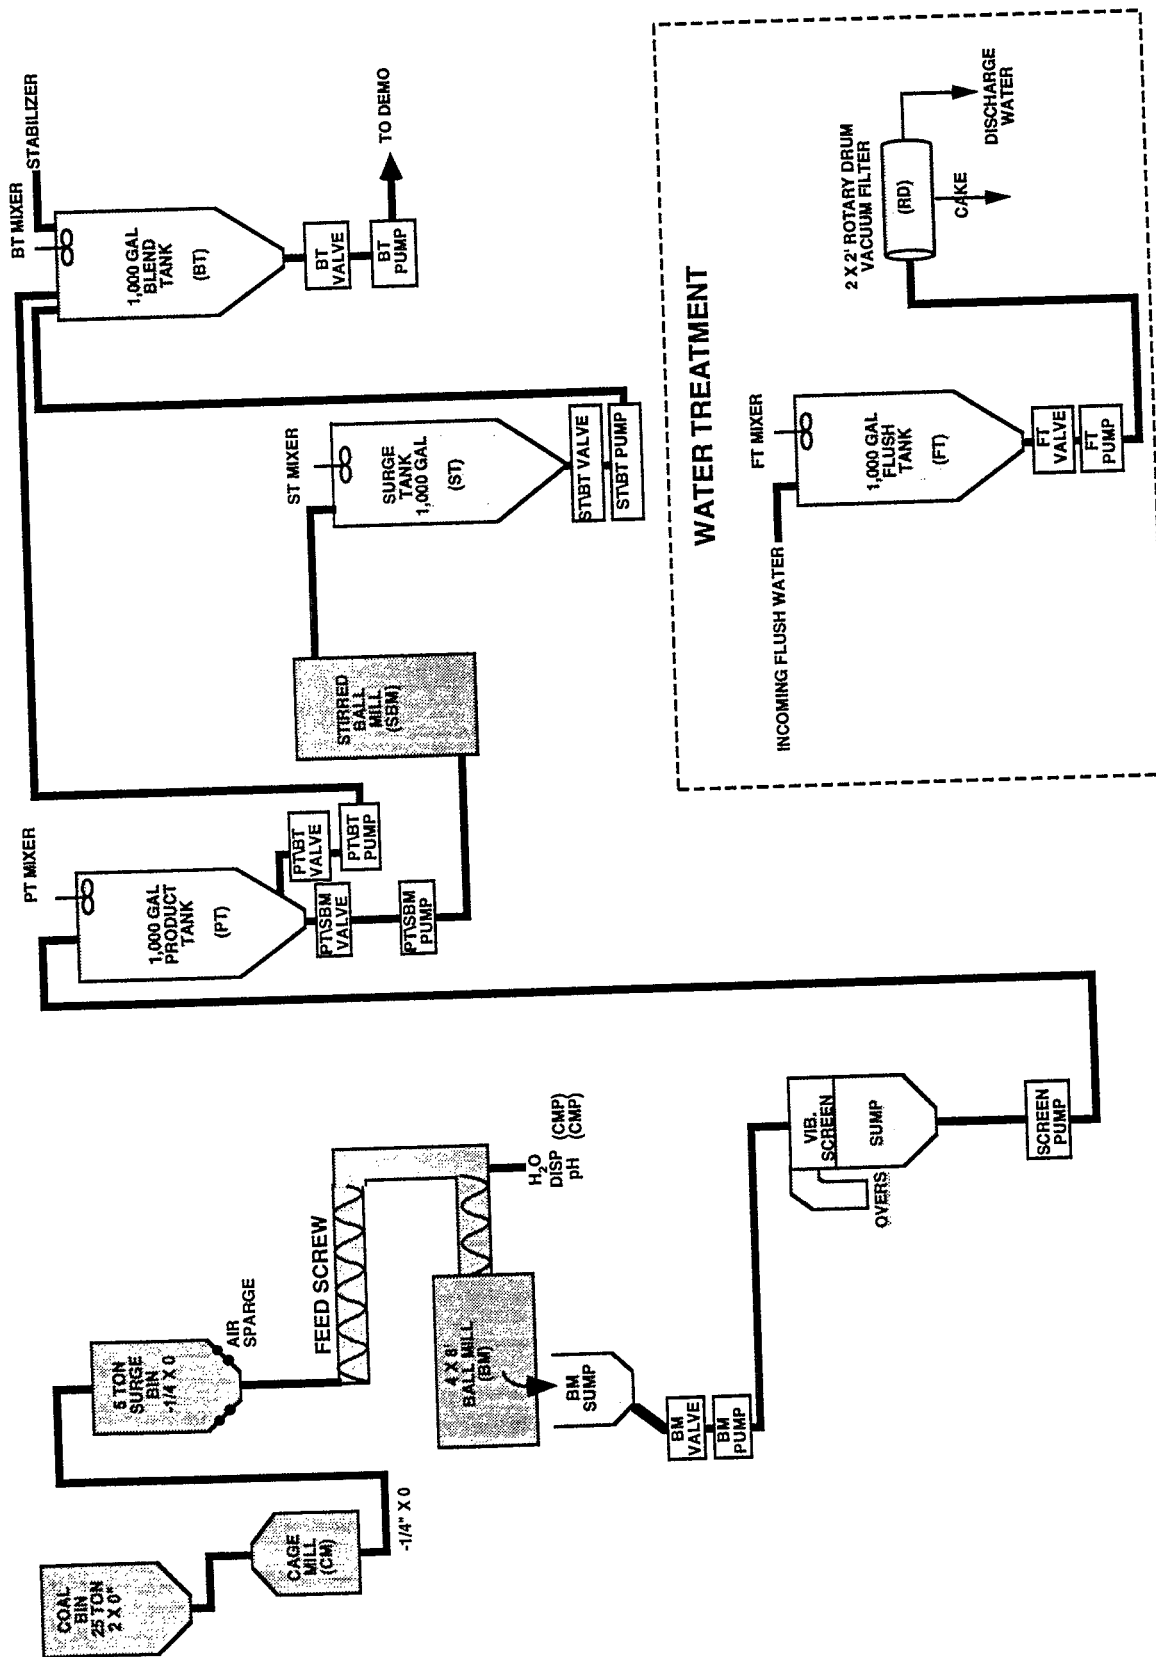 COAL
BIN
25 TON
2 X 0"
CAGE
MILL
(CM)
-1/4" X 0
5 TON
SURGE
BIN
-1/4 X 0
AIR
SPARGE
FEED SCREW
4 X 8'
BALL MILL
(BM)
H2O
DISP (CMP)
pH (CMP)
BM
SUMP
BM
VALVE
BM
PUMP
VIB.
SCREEN
SUMP
OVERS
SCREEN
PUMP
PT MIXER
1,000 GAL
PRODUCT
TANK
(PT)
PT\BT
VALVE
PT\BT
PUMP
PT\SBM
VALVE
PT\SBM
PUMP
STIRRED
BALL
MILL
(SBM)
ST MIXER
SURGE
TANK
1,000 GAL
(ST)
ST\BT VALVE
ST\BT PUMP
BT MIXER
STABILIZER
1,000 GAL
BLEND
TANK
(BT)
BT
VALVE
BT
PUMP
TO DEMO
WATER TREATMENT
INCOMING FLUSH WATER
FT MIXER
1,000 GAL
FLUSH
TANK
(FT)
FT
VALVE
FT
PUMP
2 X 2' ROTARY DRUM
VACUUM FILTER
(RD)
CAKE
DISCHARGE
WATER